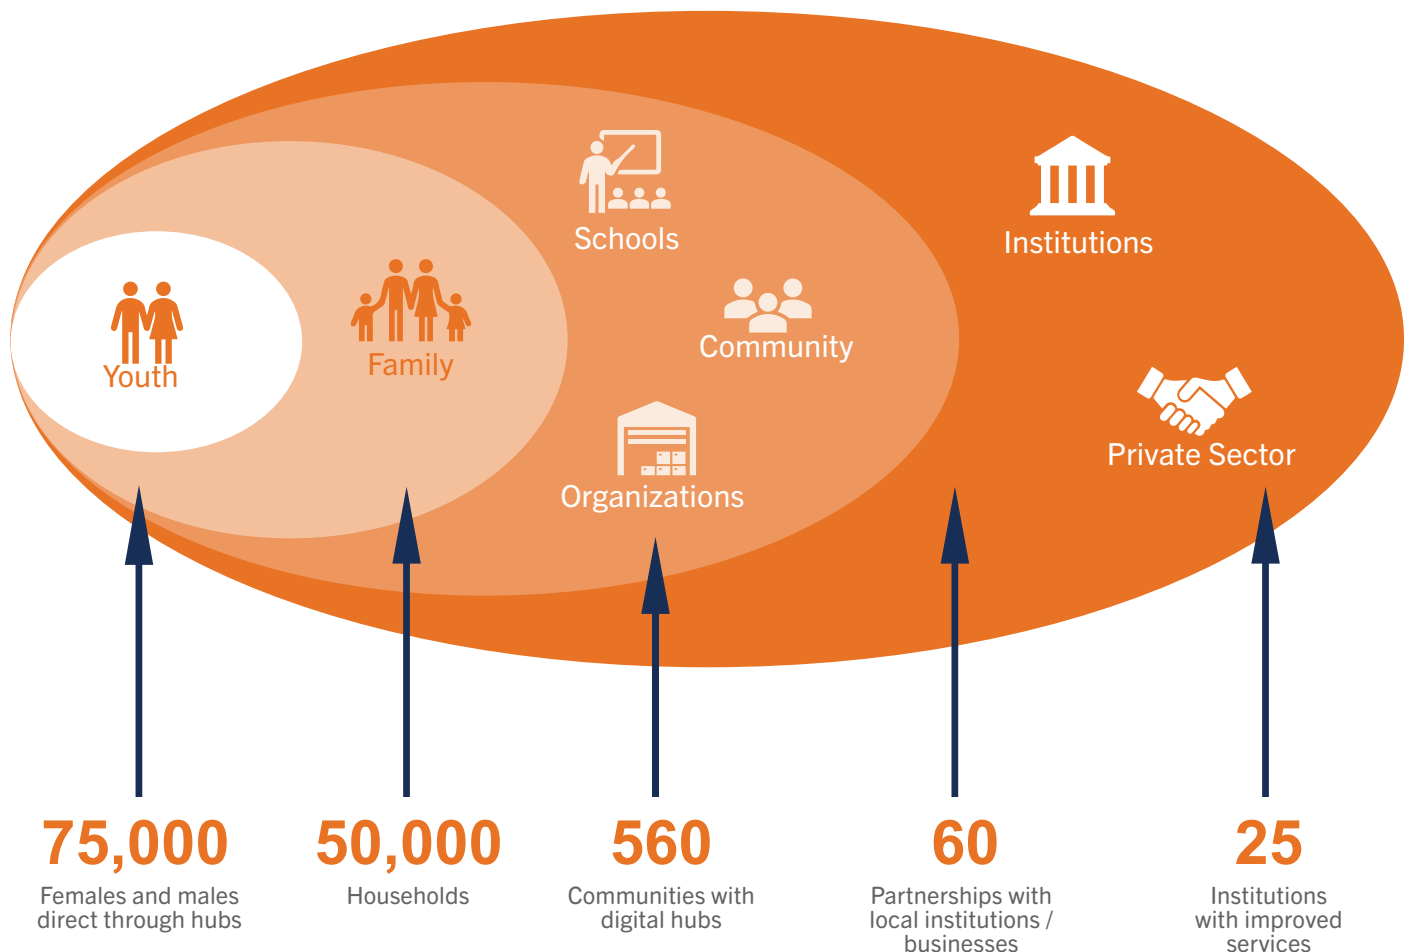 Schools
Institutions
Community
Youth
Family
Private Sector
Organizations
75,000
Females and males
direct through hubs
50,000
Households
560
Communities with
digital hubs
60
Partnerships with
local institutions /
businesses
25
Institutions
with improved
services